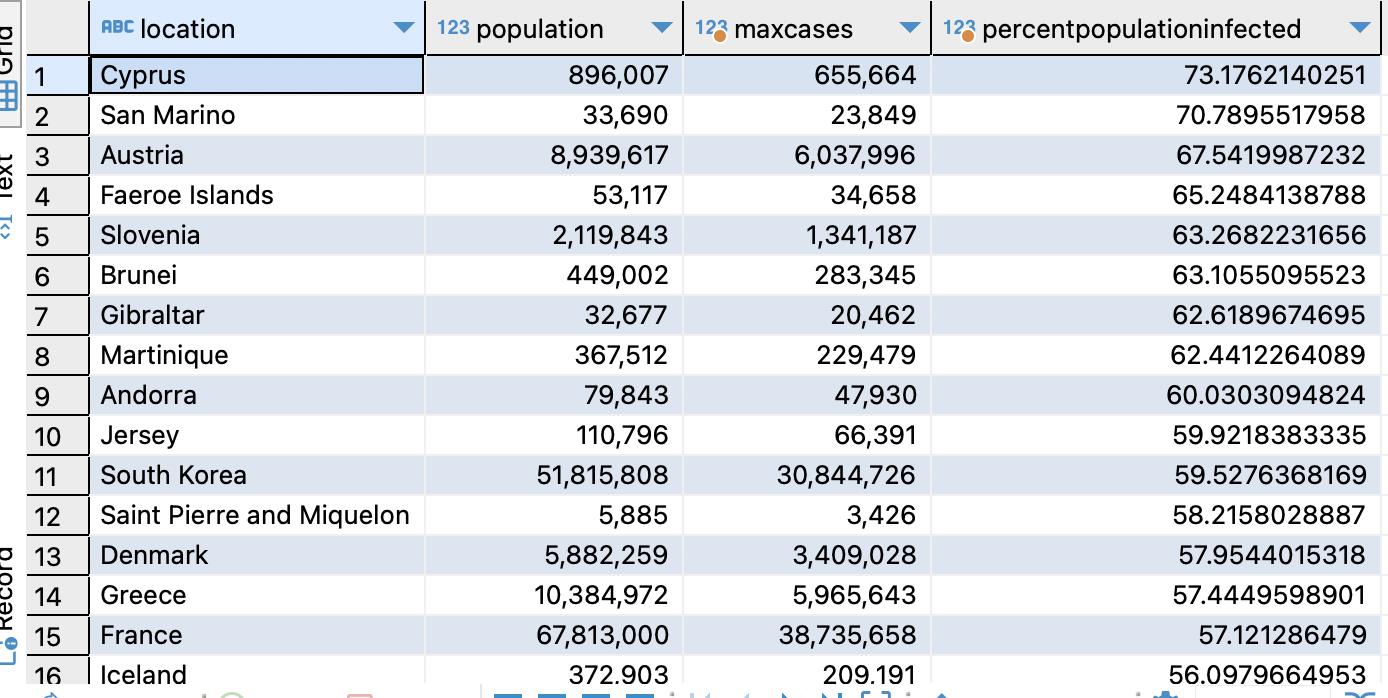 Grid
Text
Record
ABC location 123 population 123 maxcases 123 percentpopulationinfected
1 Cyprus 896,007 655,664 73.1762140251
2 San Marino 33,690 23,849 70.7895517958
3 Austria 8,939,617 6,037,996 67.5419987232
4 Faeroe Islands 53,117 34,658 65.2484138788
5 Slovenia 2,119,843 1,341,187 63.2682231656
6 Brunei 449,002 283,345 63.1055095523
7 Gibraltar 32,677 20,462 62.6189674695
8 Martinique 367,512 229,479 62.4412264089
9 Andorra 79,843 47,930 60.0303094824
10 Jersey 110,796 66,391 59.9218383335
11 South Korea 51,815,808 30,844,726 59.5276368169
12 Saint Pierre and Miquelon 5,885 3,426 58.2158028887
13 Denmark 5,882,259 3,409,028 57.9544015318
14 Greece 10,384,972 5,965,643 57.4449598901
15 France 67,813,000 38,735,658 57.121286479
16 Iceland 372,903 209,191 56.0979664953